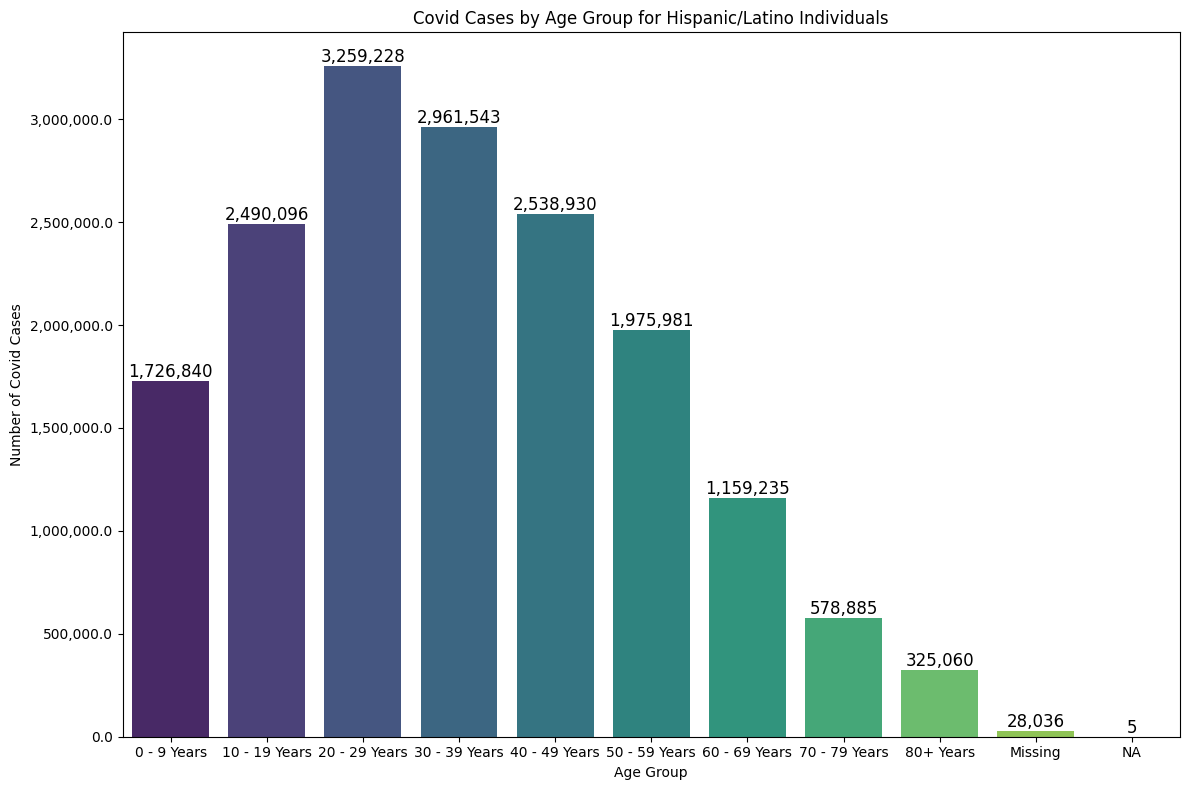 Covid Cases by Age Group for Hispanic/Latino Individuals
Number of Covid Cases
3,000,000.0
2,500,000.0
2,000,000.0
1,500,000.0
1,000,000.0
500,000.0
0.0
1,726,840
2,490,096
3,259,228
2,961,543
2,538,930
1,975,981
1,159,235
578,885
325,060
28,036
5
0 - 9 Years
10 - 19 Years
20 - 29 Years
30 - 39 Years
40 - 49 Years
50 - 59 Years
60 - 69 Years
70 - 79 Years
80+ Years
Missing
NA
Age Group